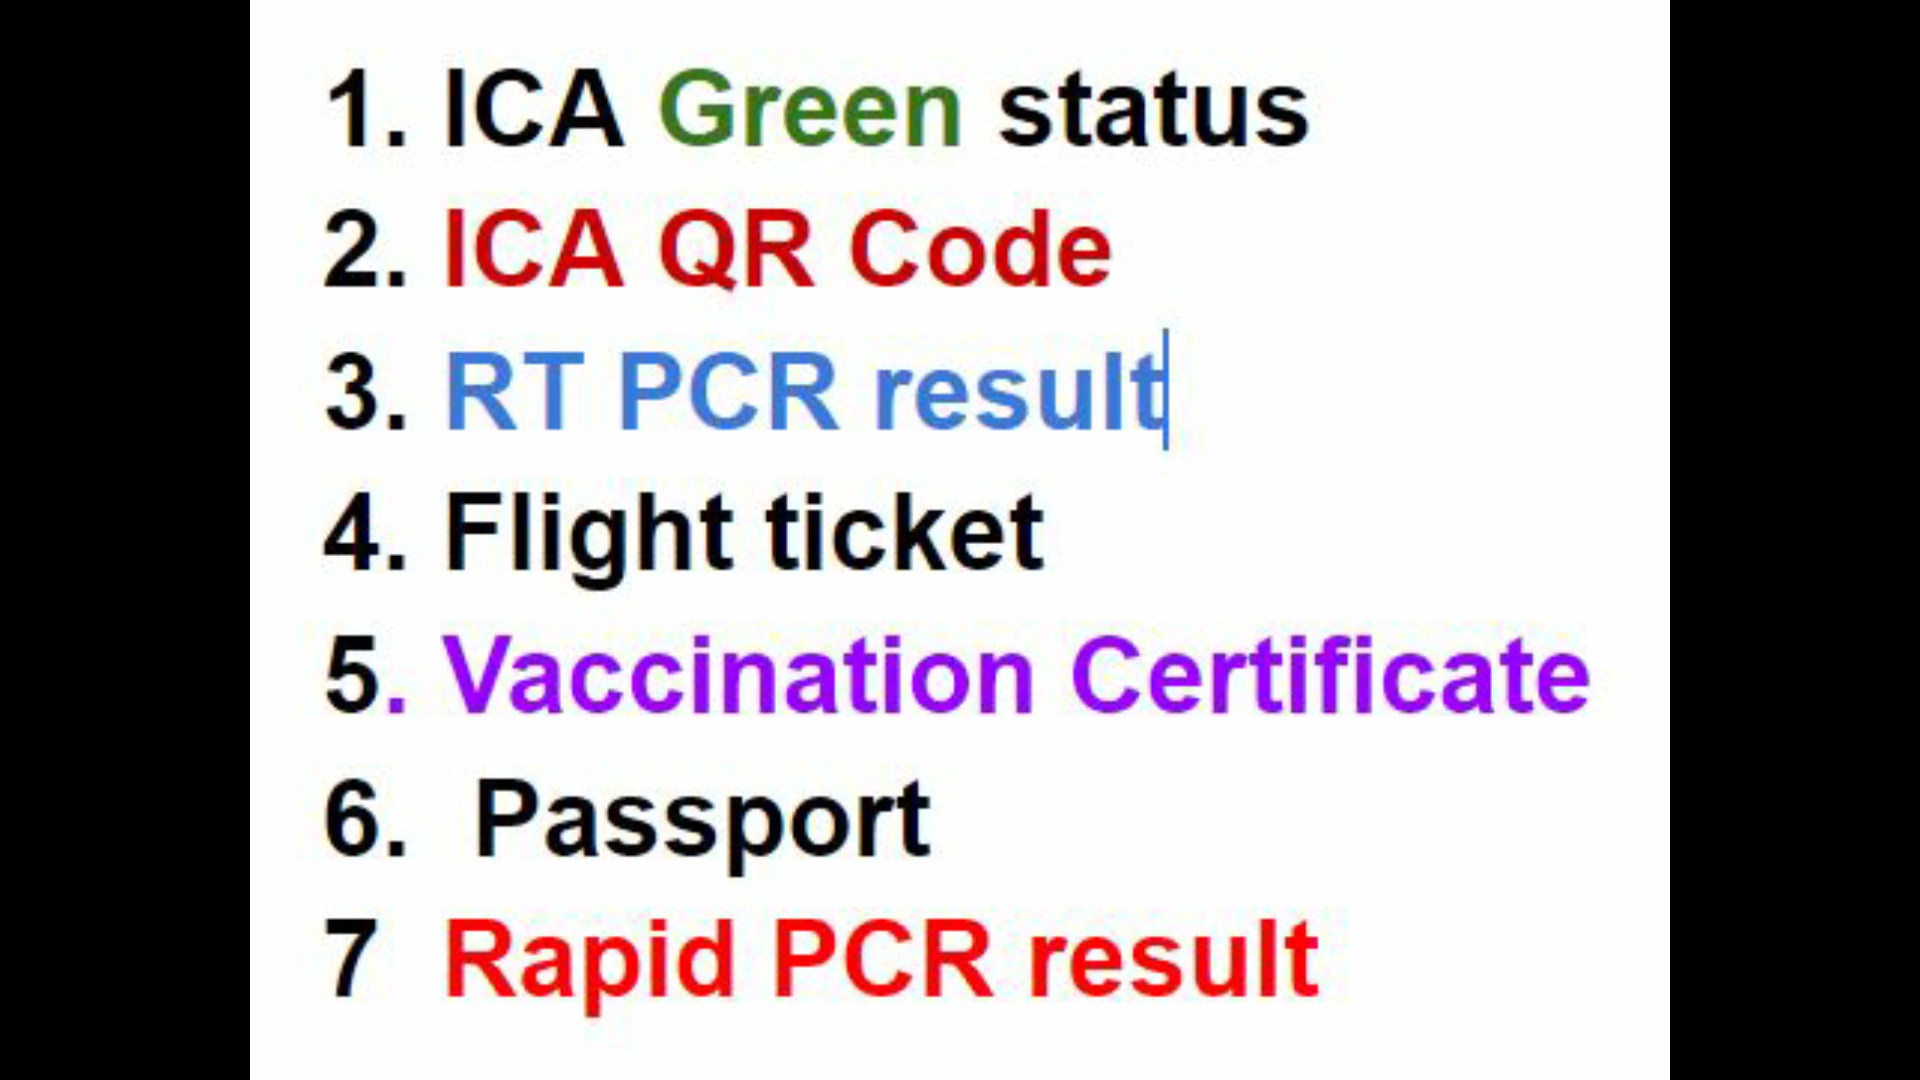 1. ICA Green status
2. ICA QR Code
3. RT PCR result
4. Flight ticket
5. Vaccination Certificate
6. Passport
7 Rapid PCR result